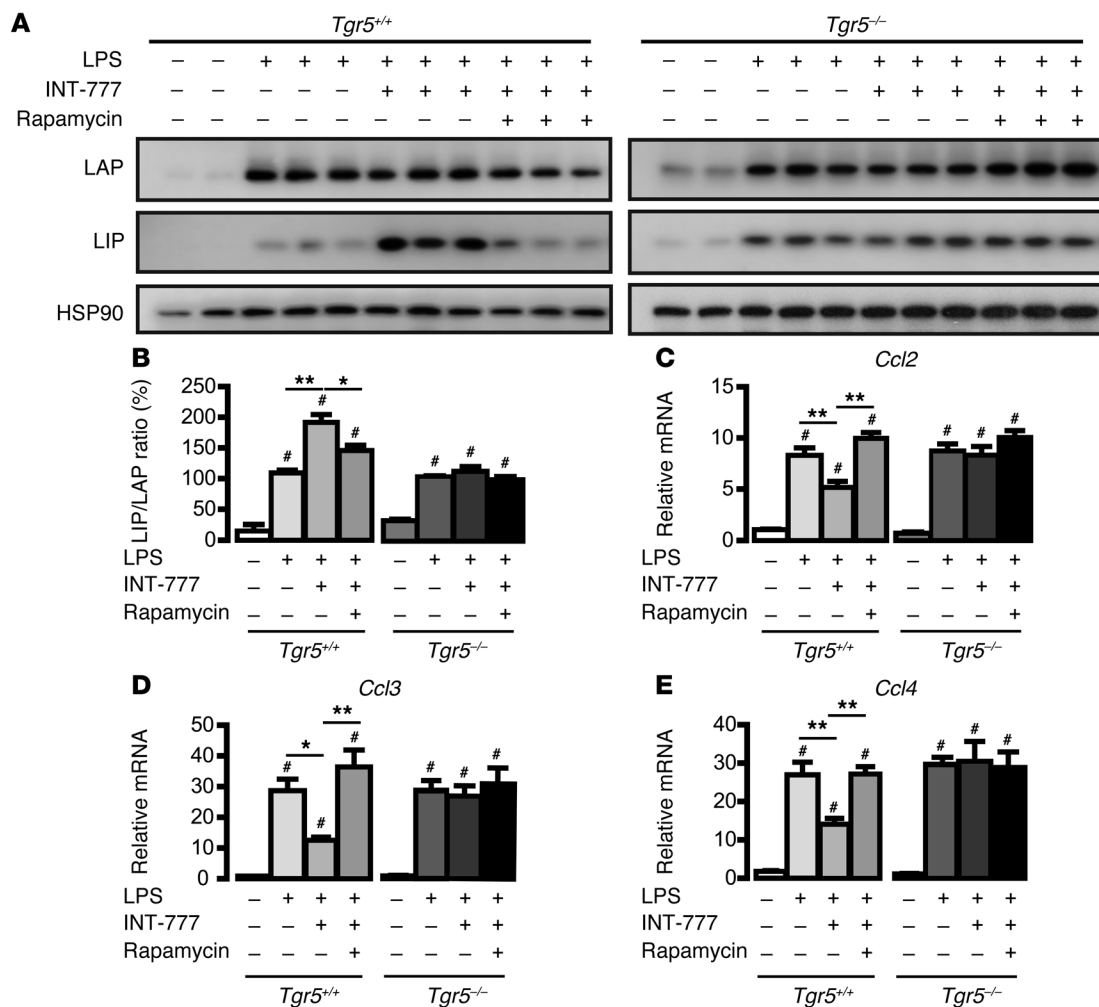 A
Tgr5+/+ Tgr5−/−
LPS − − + + + + + + + + + − − + + + + + + + + +
INT-777 − − − − − + + + + + + − − − − − + + + + + +
Rapamycin − − − − − − − − + + + − − − − − − − − + + +
LAP
LIP
HSP90
B
LIP/LAP ratio (%)
250
200
150
100
50
0
** *
# # # # # #
LPS − + + + − + + +
INT-777 − − + + − − + +
Rapamycin − − − + − − − +
Tgr5+/+ Tgr5−/−
C
Ccl2
Relative mRNA
15
10
5
0
** **
# # # # # #
LPS − + + + − + + +
INT-777 − − + + − − + +
Rapamycin − − − + − − − +
Tgr5+/+ Tgr5−/−
D
Ccl3
Relative mRNA
50
40
30
20
10
0
* **
# # # # # #
LPS − + + + − + + +
INT-777 − − + + − − + +
Rapamycin − − − + − − − +
Tgr5+/+ Tgr5−/−
E
Ccl4
Relative mRNA
40
30
20
10
0
** **
# # # # # #
LPS − + + + − + + +
INT-777 − − + + − − + +
Rapamycin − − − + − − − +
Tgr5+/+ Tgr5−/−